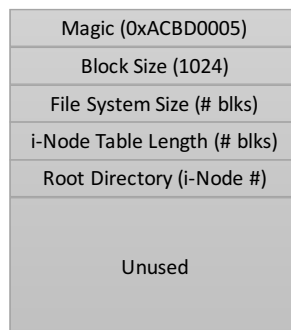 Magic (0xACBD0005)
Block Size (1024)
File System Size (# blks)
i-Node Table Length (# blks)
Root Directory (i-Node #)
Unused